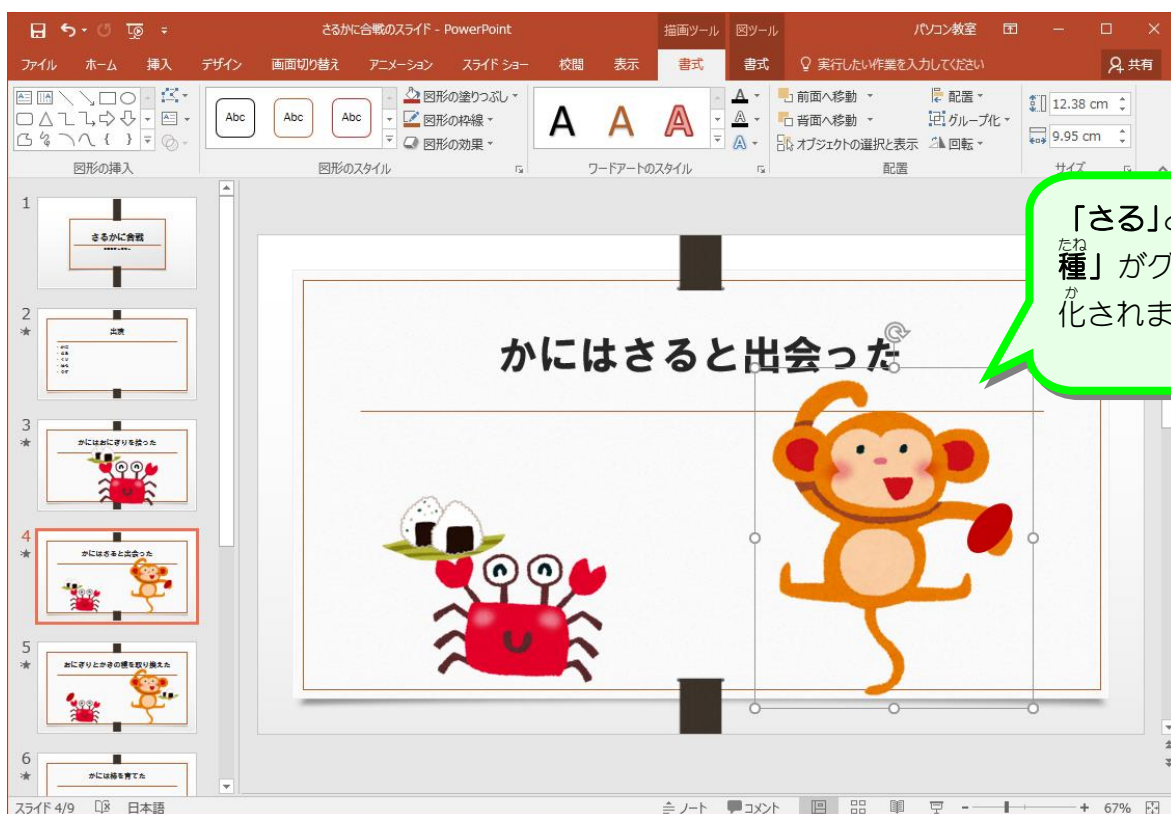 さるかに合戦のスライド - PowerPoint
描画ツール
図ツール
パソコン教室
ファイル
ホーム
挿入
デザイン
画面切り替え
アニメーション
スライド ショー
校閲
表示
書式
書式
実行したい作業を入力してください
共有
Abc
Abc
Abc
図形の塗りつぶし
図形の枠線
図形の効果
A
A
A
A
A
A
前面へ移動
背面へ移動
オブジェクトの選択と表示
配置
グループ化
回転
12.38 cm
9.95 cm
図形の挿入
図形のスタイル
ワードアートのスタイル
配置
サイズ
1
さるかに合戦
2
出演
3
かにはおにぎりを拾った
4
かにはさると出会った
5
おにぎりとかきの種を取り換えた
6
かには柿を育てた
かにはさると出会った
「さる」
たね
種」がグ
か
化されま
スライド 4/9
日本語
ノート
コメント
67%